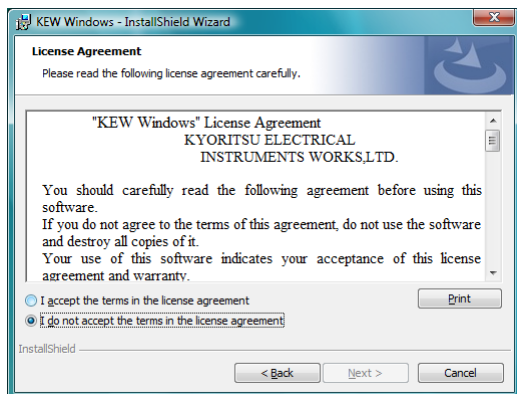 KEW Windows - InstallShield Wizard
License Agreement
Please read the following license agreement carefully.
"KEW Windows" License Agreement
KYORITSU ELECTRICAL
INSTRUMENTS WORKS,LTD.
You should carefully read the following agreement before using this
software.
If you do not agree to the terms of this agreement, do not use the software
and destroy all copies of it.
Your use of this software indicates your acceptance of this license
agreement and warranty.
I accept the terms in the license agreement
Print
I do not accept the terms in the license agreement
InstallShield
< Back
Next >
Cancel